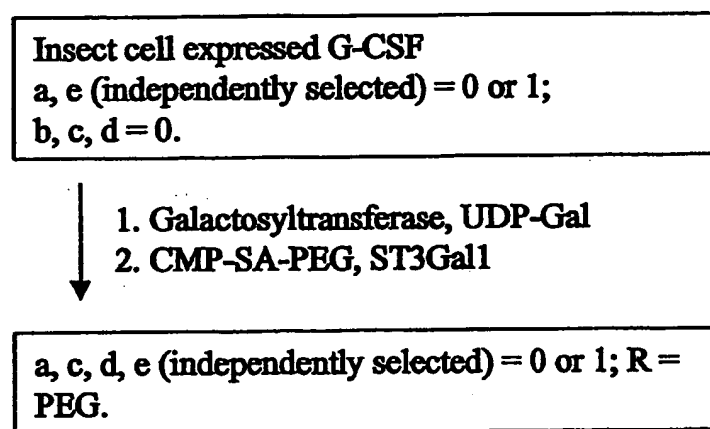 Insect cell expressed G-CSF
a, e (independently selected) = 0 or 1;
b, c, d = 0.
1. Galactosyltransferase, UDP-Gal
2. CMP-SA-PEG, ST3Gal1
a, c, d, e (independently selected) = 0 or 1; R =
PEG.